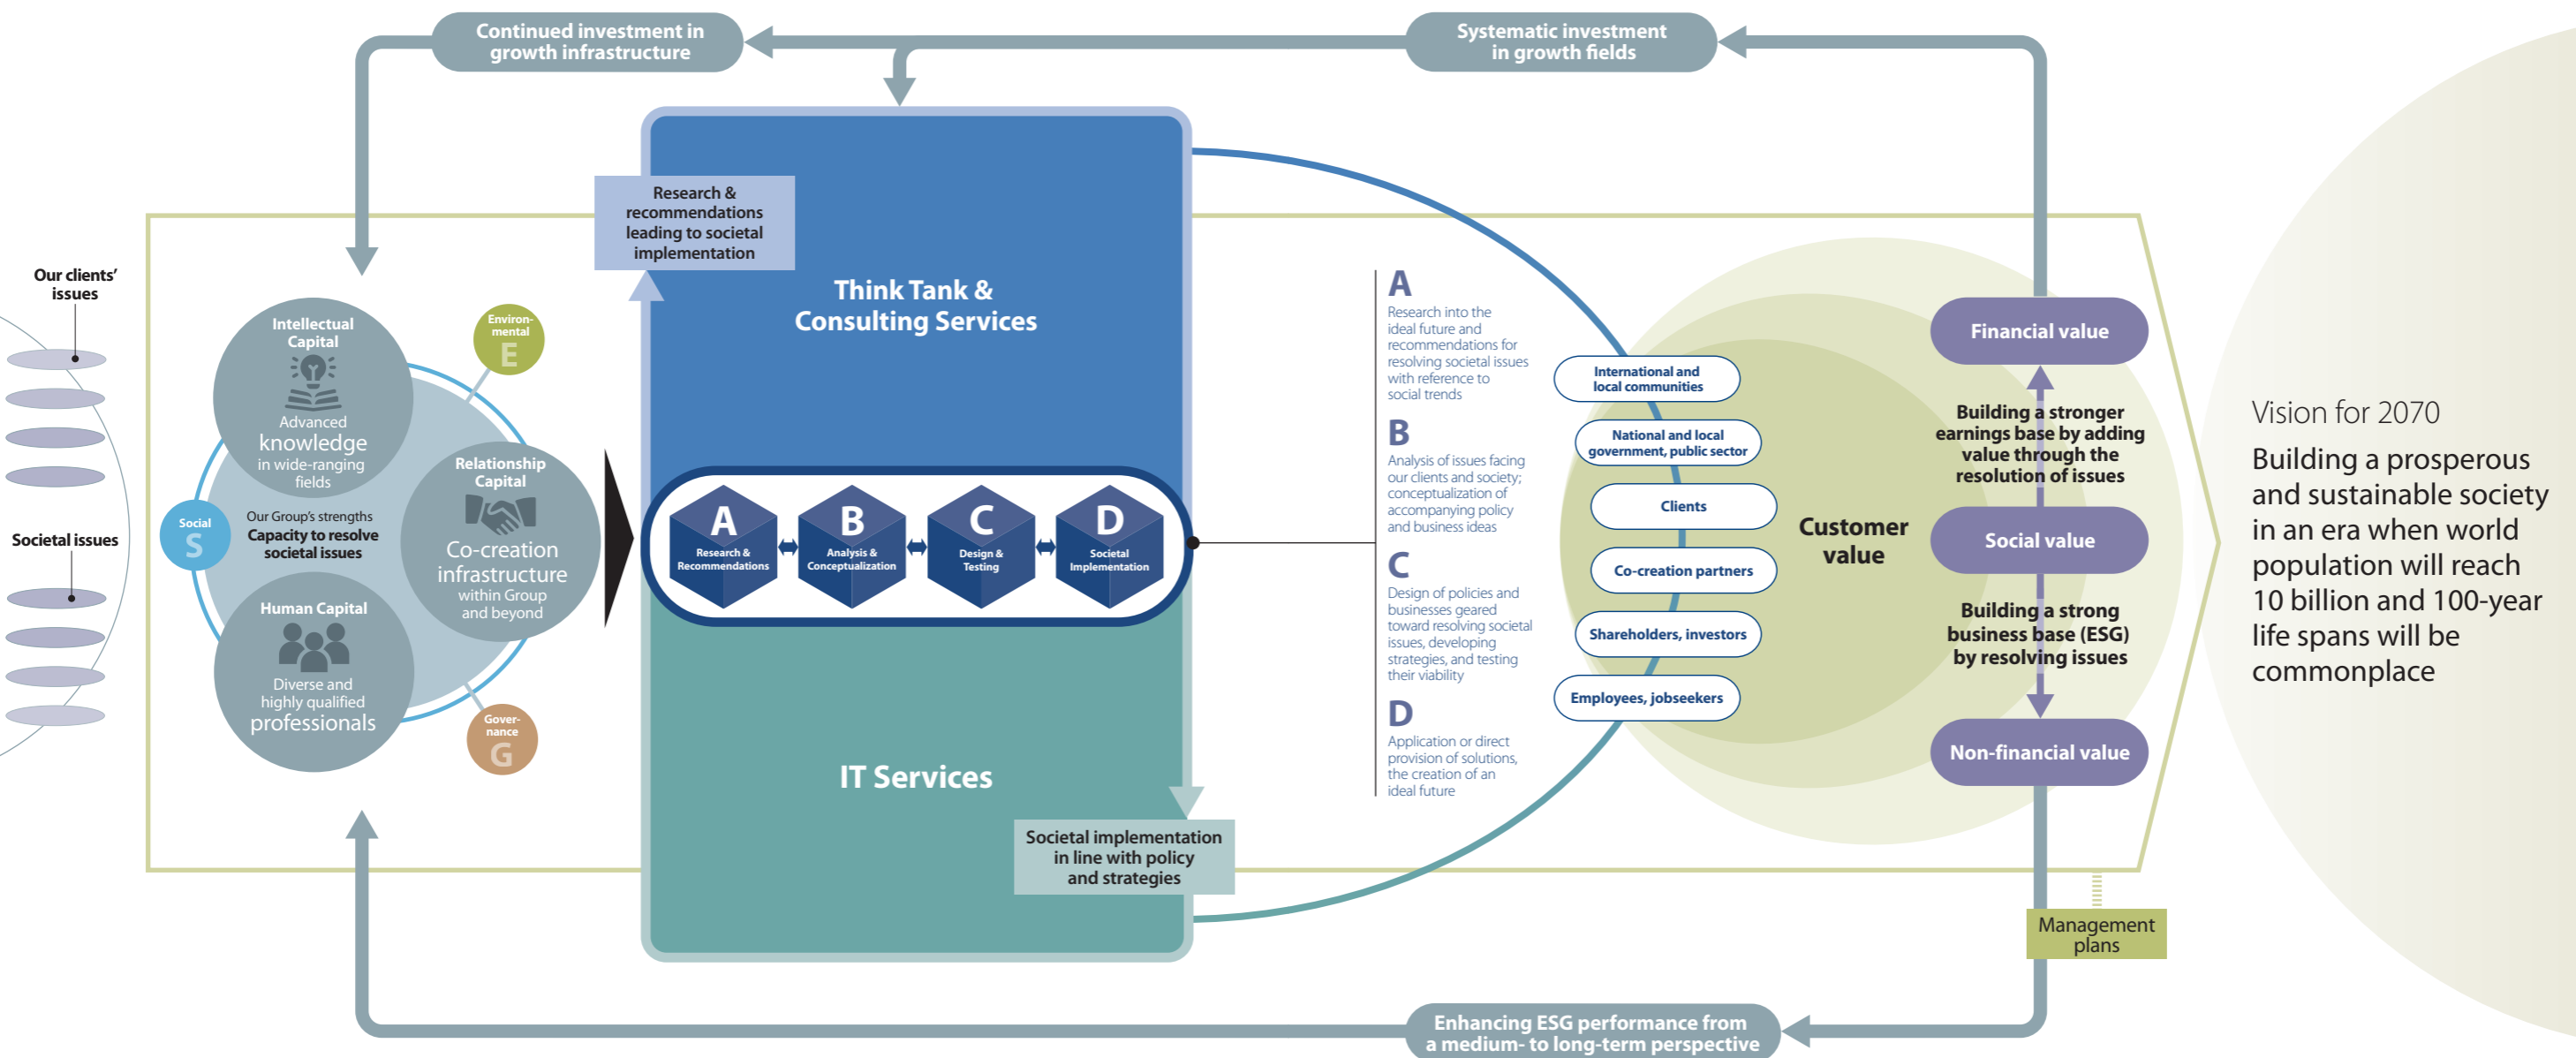 Continued investment in
growth infrastructure
Systematic investment
in growth fields
Our clients'
issues
Societal issues
Intellectual
Capital
Advanced
knowledge
in wide-ranging
fields
Environ-
mental
E
Relationship
Capital
Co-creation
infrastructure
within Group
and beyond
Social
S
Our Group's strengths
Capacity to resolve
societal issues
Human Capital
Diverse and
highly qualified
professionals
Gover-
nance
G
Research &
recommendations
leading to societal
implementation
Think Tank &
Consulting Services
A
Research &
Recommendations
B
Analysis &
Conceptualization
C
Design &
Testing
D
Societal
Implementation
IT Services
Societal implementation
in line with policy
and strategies
A
Research into the
ideal future and
recommendations for
resolving societal issues
with reference to
social trends
B
Analysis of issues facing
our clients and society;
conceptualization of
accompanying policy
and business ideas
C
Design of policies and
businesses geared
toward resolving societal
issues, developing
strategies, and testing
their viability
D
Application or direct
provision of solutions,
the creation of an
ideal future
International and
local communities
National and local
government, public sector
Clients
Co-creation partners
Shareholders, investors
Employees, jobseekers
Customer
value
Financial value
Building a stronger
earnings base by adding
value through the
resolution of issues
Social value
Building a strong
business base (ESG)
by resolving issues
Non-financial value
Management
plans
Enhancing ESG performance from
a medium- to long-term perspective
Vision for 2070
Building a prosperous
and sustainable society
in an era when world
population will reach
10 billion and 100-year
life spans will be
commonplace